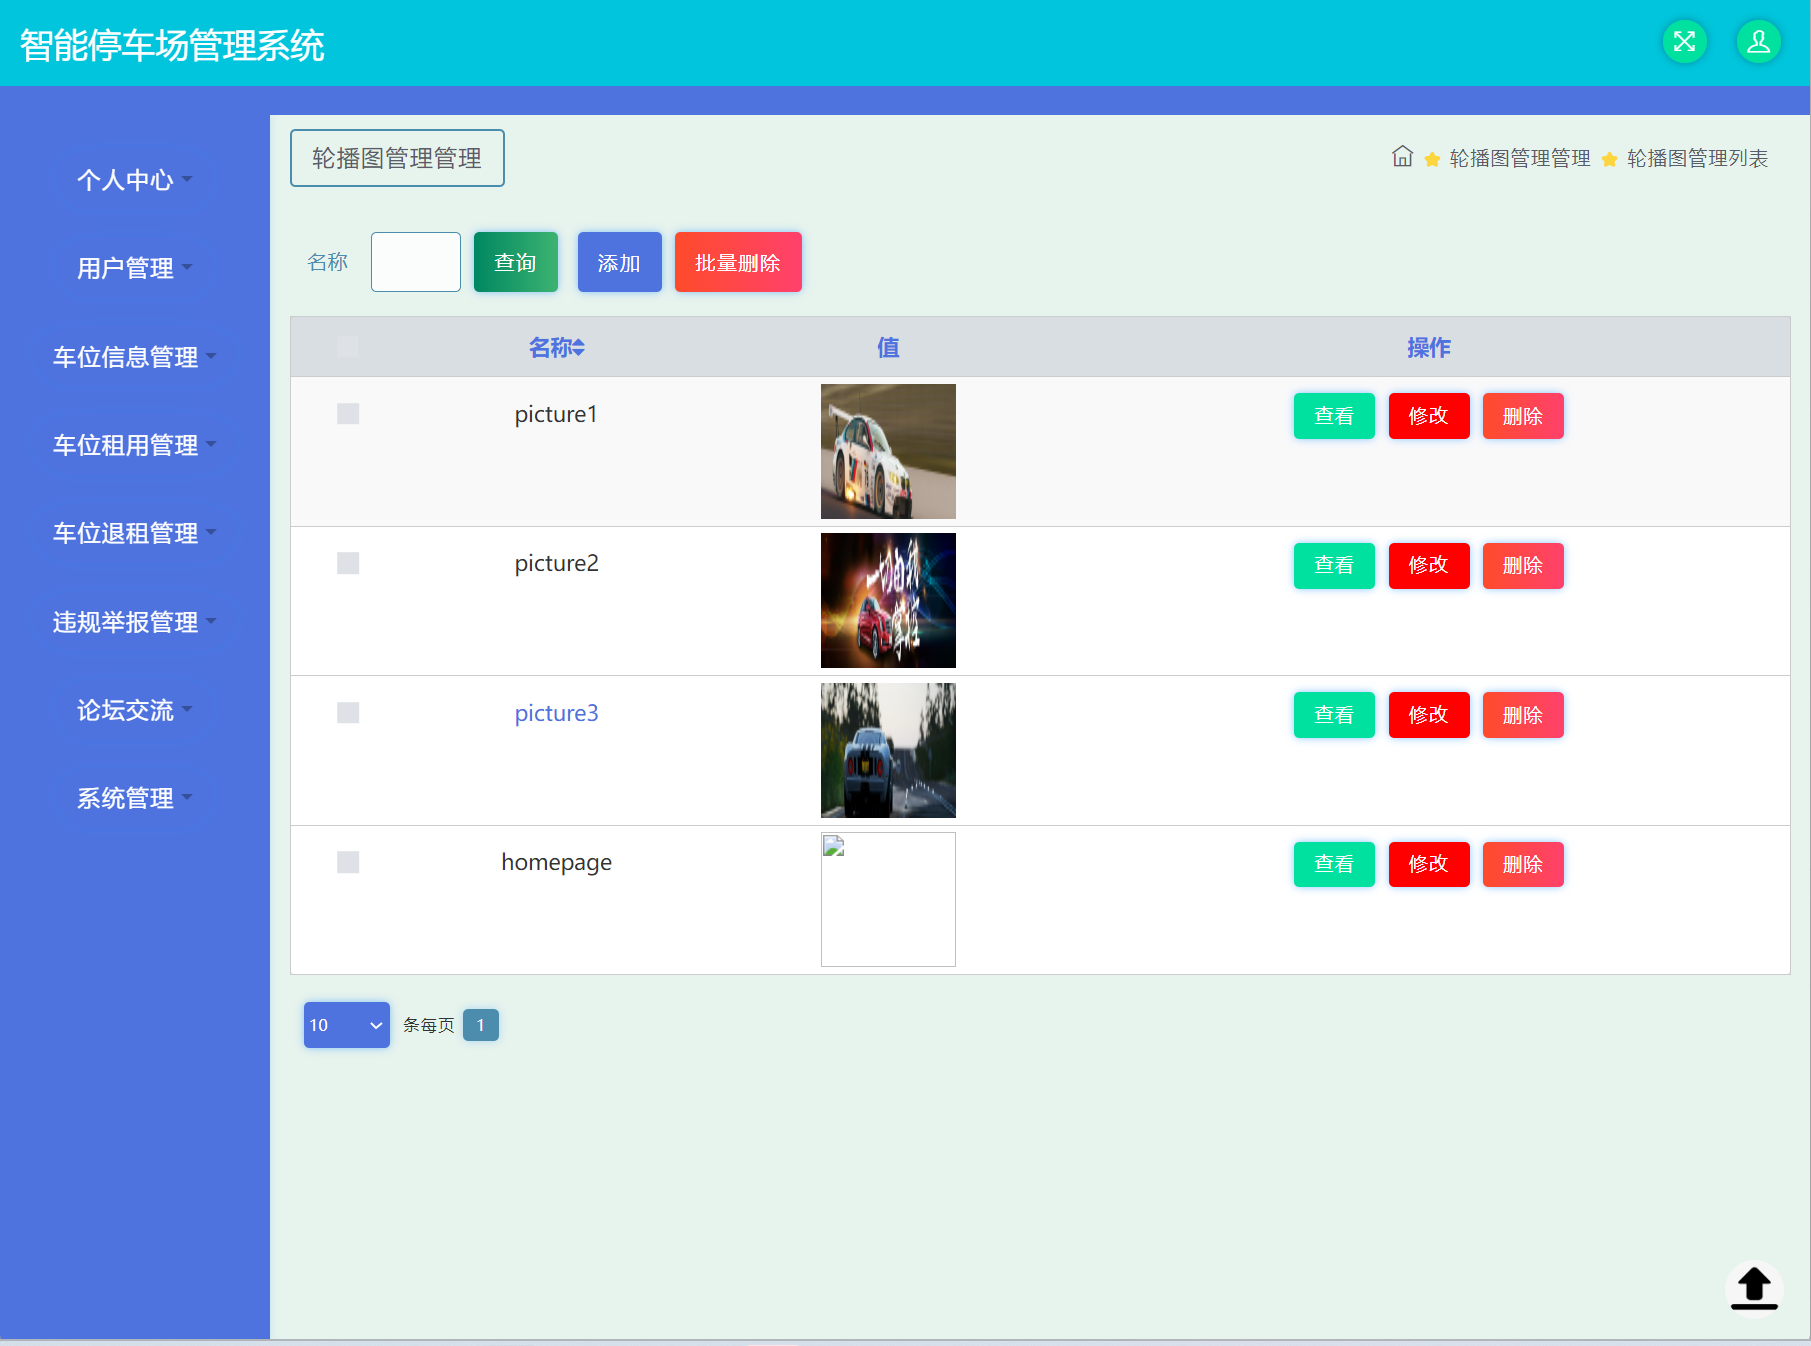 智能停车场管理系统
个人中心
用户管理
车位信息管理
车位租用管理
车位退租管理
违规举报管理
论坛交流
系统管理
轮播图管理管理
轮播图管理管理 轮播图管理列表
名称 查询 添加 批量删除
名称 值 操作
picture1 查看 修改 删除
picture2 查看 修改 删除
一切由我
掌控
picture3 查看 修改 删除
homepage 查看 修改 删除
10 条每页 1